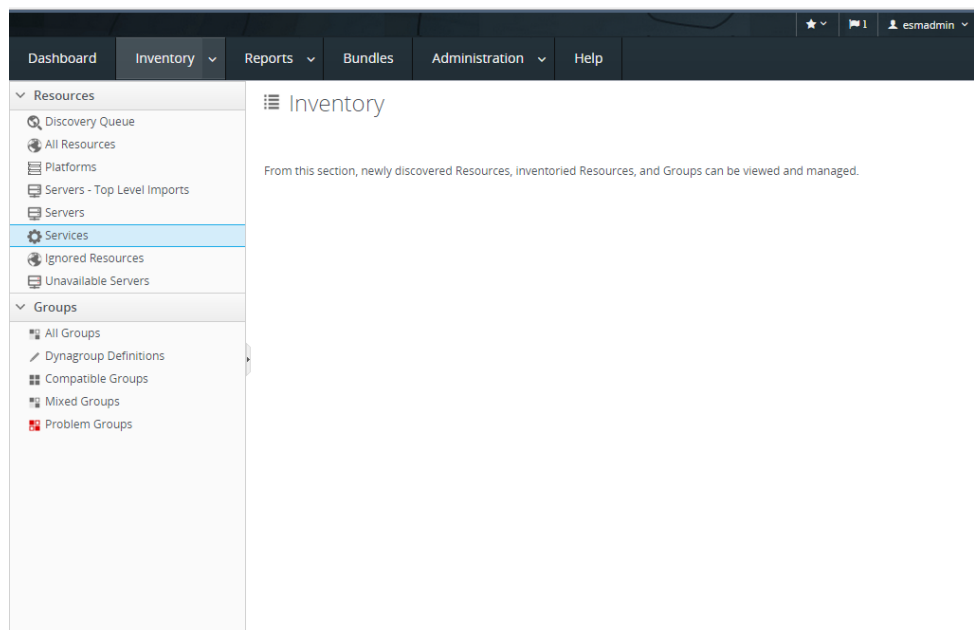 1 esmadmin
Dashboard Inventory Reports Bundles Administration Help
Resources
Discovery Queue
All Resources
Platforms
Servers - Top Level Imports
Servers
Services
Ignored Resources
Unavailable Servers
Groups
All Groups
Dynagroup Definitions
Compatible Groups
Mixed Groups
Problem Groups
Inventory
From this section, newly discovered Resources, inventoried Resources, and Groups can be viewed and managed.